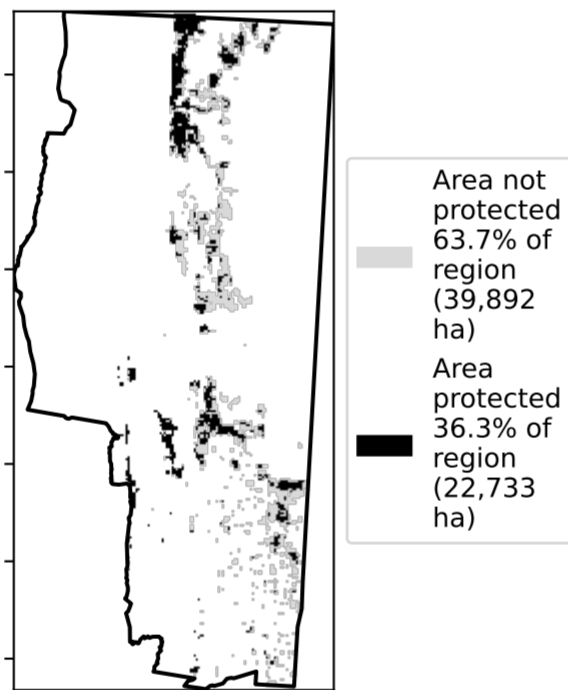 Area not
protected
63.7% of
region
(39,892
ha)
Area
protected
36.3% of
region
(22,733
ha)